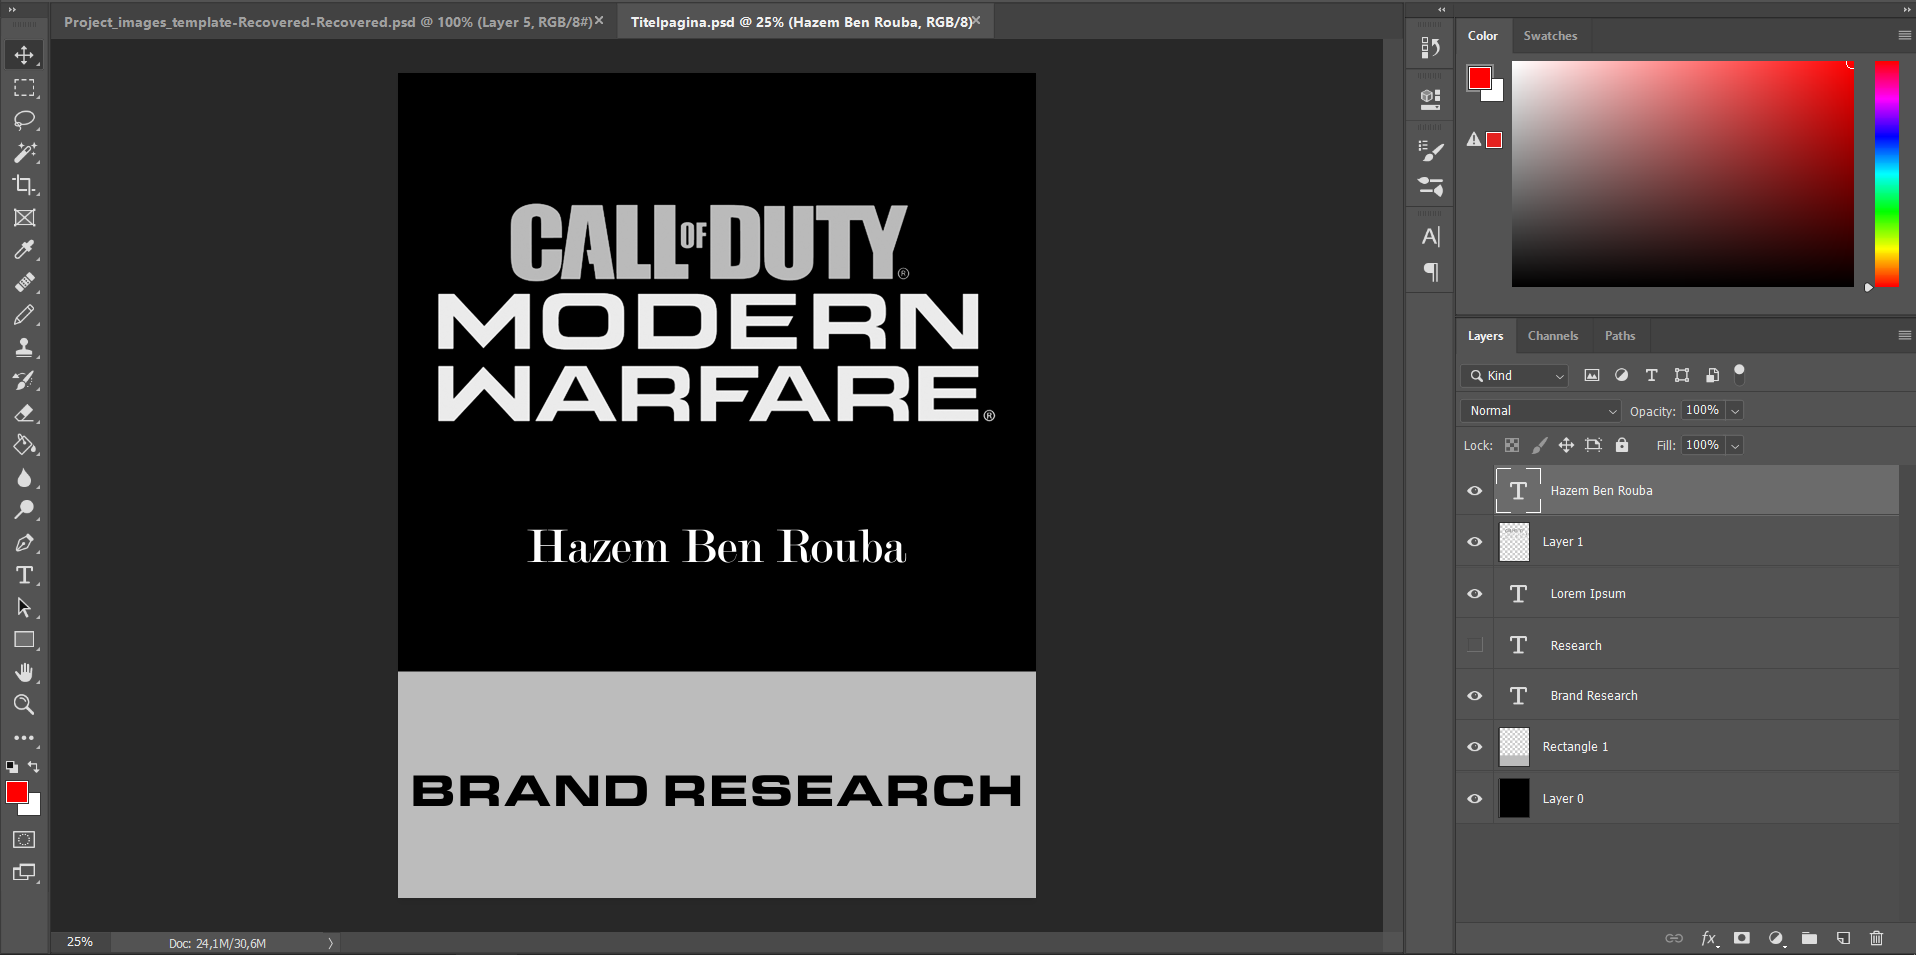 Project_images_template-Recovered-Recovered.psd @ 100% (Layer 5, RGB/8#) ×
Titelpagina.psd @ 25% (Hazem Ben Rouba, RGB/8) ×
CALL OF DUTY®
MODERN
WARFARE®
Hazem Ben Rouba
BRAND RESEARCH
25%
Doc: 24,1M/30,6M
Color
Swatches
Layers
Channels
Paths
Kind
Normal
Opacity: 100%
Lock:
Fill: 100%
Hazem Ben Rouba
Layer 1
Lorem Ipsum
Research
Brand Research
Rectangle 1
Layer 0
fx